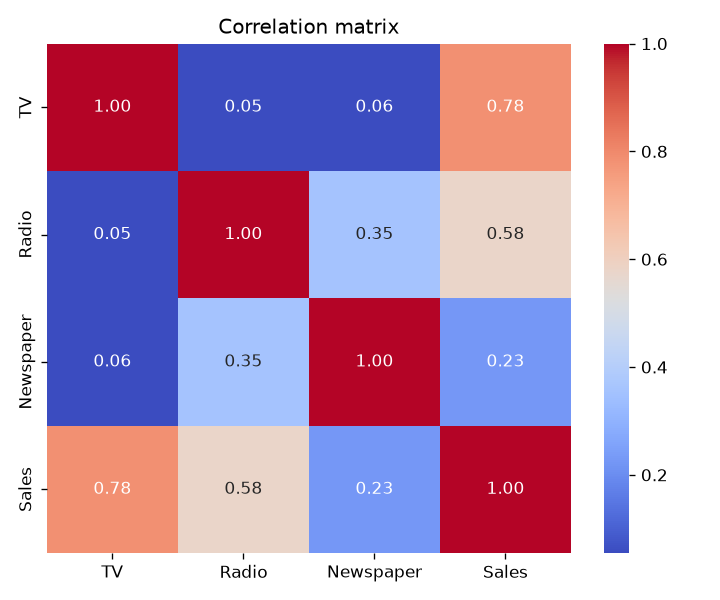 Correlation matrix
TV 1.00 0.05 0.06 0.78
Radio 0.05 1.00 0.35 0.58
Newspaper 0.06 0.35 1.00 0.23
Sales 0.78 0.58 0.23 1.00
TV Radio Newspaper Sales
1.0
0.8
0.6
0.4
0.2